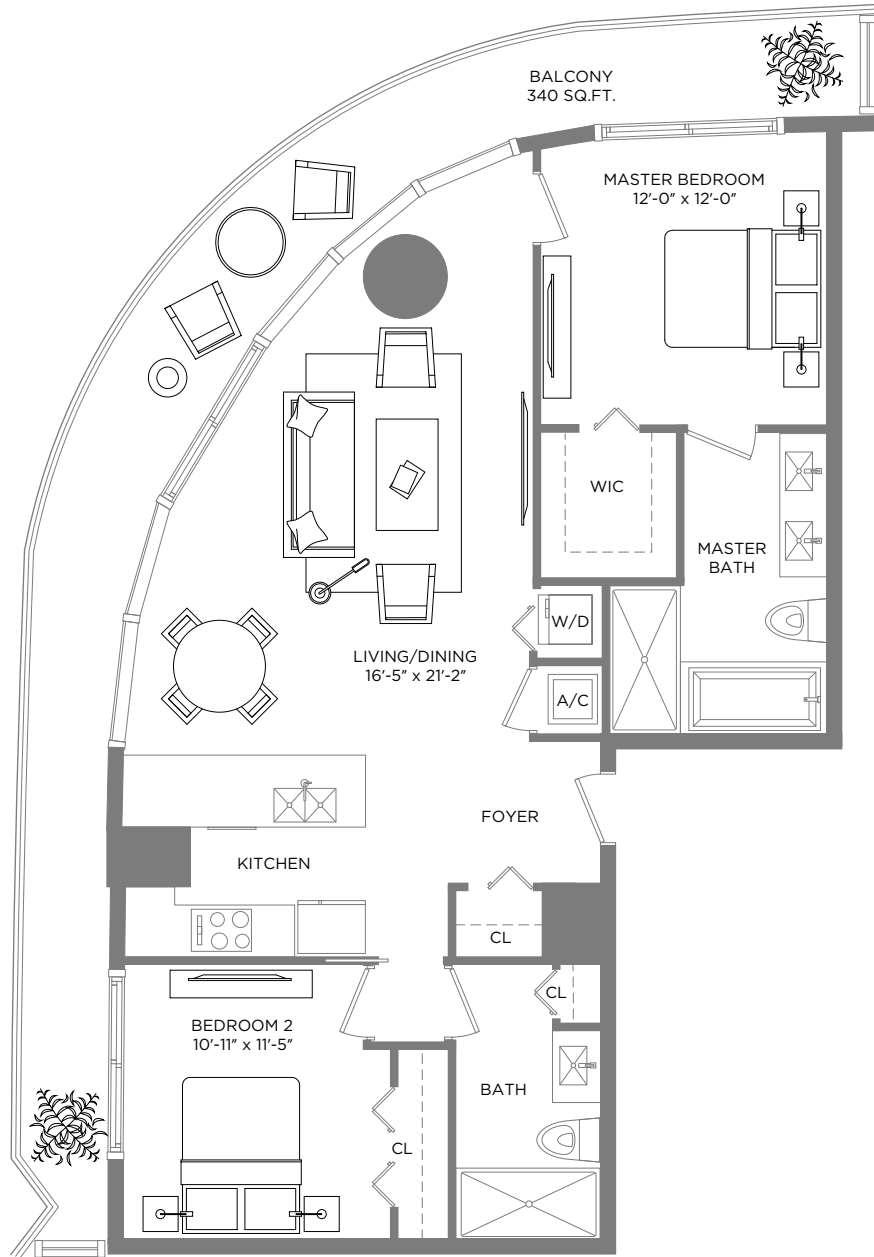 BALCONY
340 SQ.FT.
MASTER BEDROOM
12'-0" x 12'-0"
WIC
MASTER
BATH
W/D
LIVING/DINING
16'-5" x 21'-2"
A/C
FOYER
KITCHEN
CL
CL
BEDROOM 2
10'-11" x 11'-5"
BATH
CL